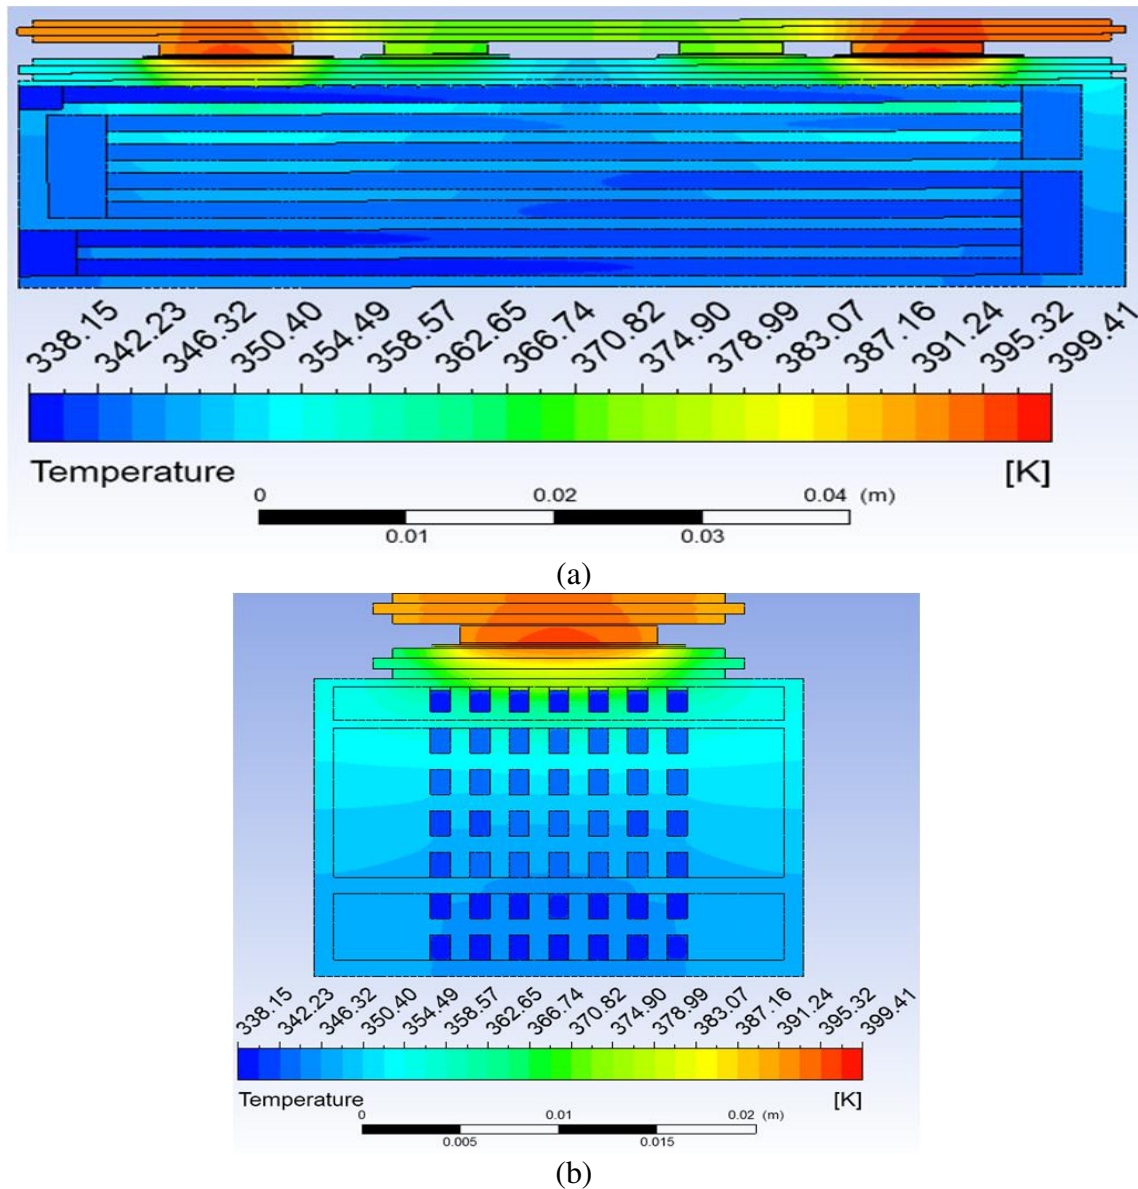 338.15 342.23 346.32 350.40 354.49 358.57 362.65 366.74 370.82 374.90 378.99 383.07 387.16 391.24 395.32 399.41
Temperature [K]
0 0.02 0.04 (m)
0.01 0.03
(a)
338.15 342.23 346.32 350.40 354.49 358.57 362.65 366.74 370.82 374.90 378.99 383.07 387.16 391.24 395.32 399.41
Temperature [K]
0 0.01 0.02 (m)
0.005 0.015
(b)